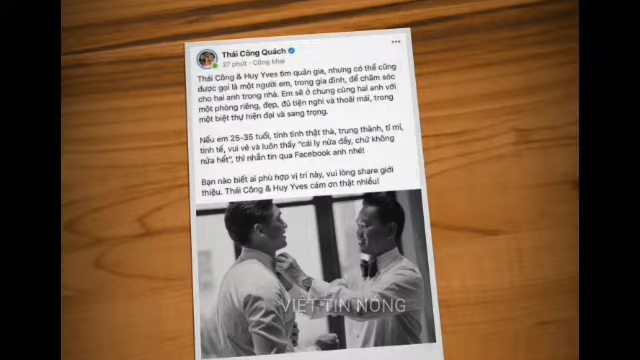 Thái Công Quách
37 phút · Công khai
Thái Công & Huy Yves tìm quản gia, nhưng có thể cũng
được gọi là một người em, trong gia đình, để chăm sóc
cho hai anh trong nhà. Em sẽ ở chung cùng hai anh với
một phòng riêng, đẹp, đủ tiện nghi và thoải mái, trong
một biệt thự hiện đại và sang trọng.
Nếu em 25-35 tuổi, tính tình thật thà, trung thành, tỉ mỉ,
tinh tế, vui vẻ và luôn thấy "cái ly nửa đầy, chứ không
nửa hết", thì nhắn tin qua Facebook anh nhé!
Bạn nào biết ai phù hợp vị trí này, vui lòng share giới
thiệu. Thái Công & Huy Yves cám ơn thật nhiều!
VIỆT TIN NÓNG